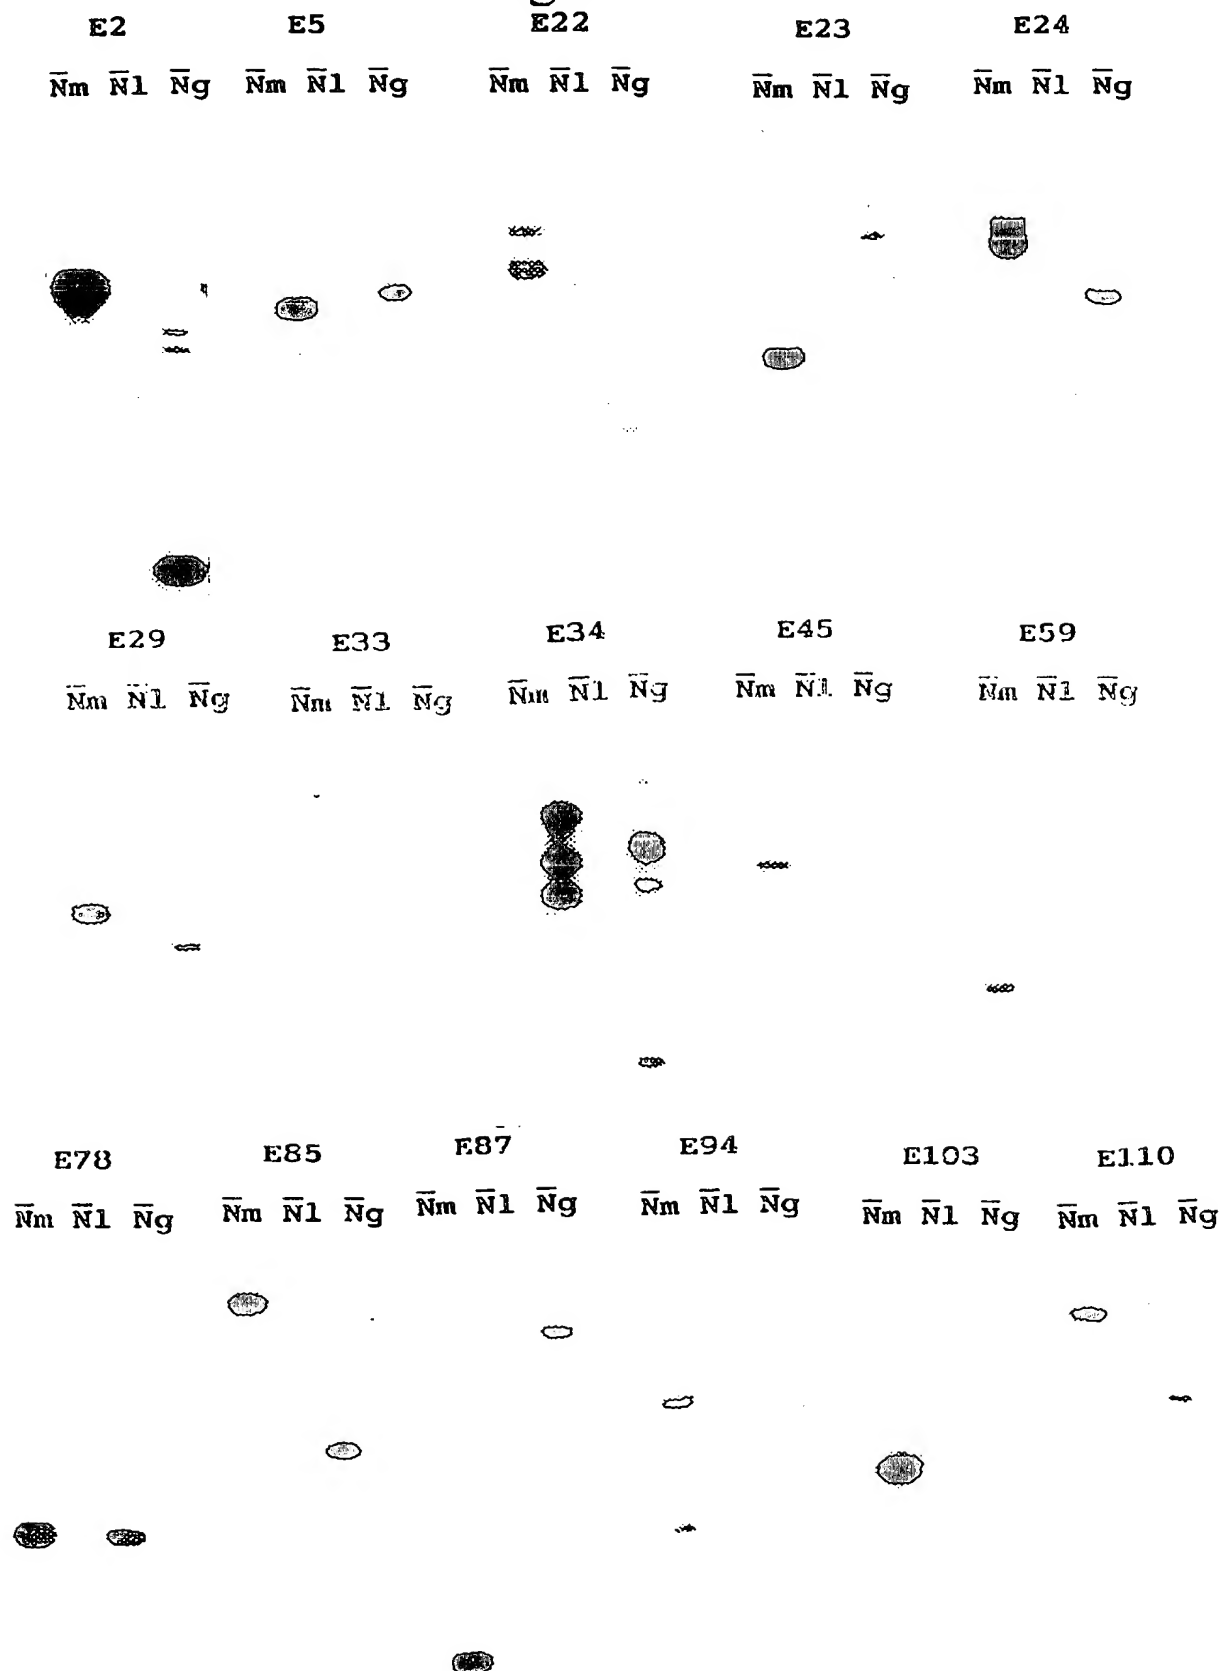 E2 E5 E22 E23 E24
N̅m N̅l N̅g N̅m N̅l N̅g N̅m N̅l N̅g N̅m N̅l N̅g N̅m N̅l N̅g
E29 E33 E34 E45 E59
N̅m N̅l N̅g N̅m N̅l N̅g N̅m N̅l N̅g N̅m N̅l N̅g N̅m N̅l N̅g
E78 E85 E87 E94 E103 E110
N̅m N̅l N̅g N̅m N̅l N̅g N̅m N̅l N̅g N̅m N̅l N̅g N̅m N̅l N̅g N̅m N̅l N̅g